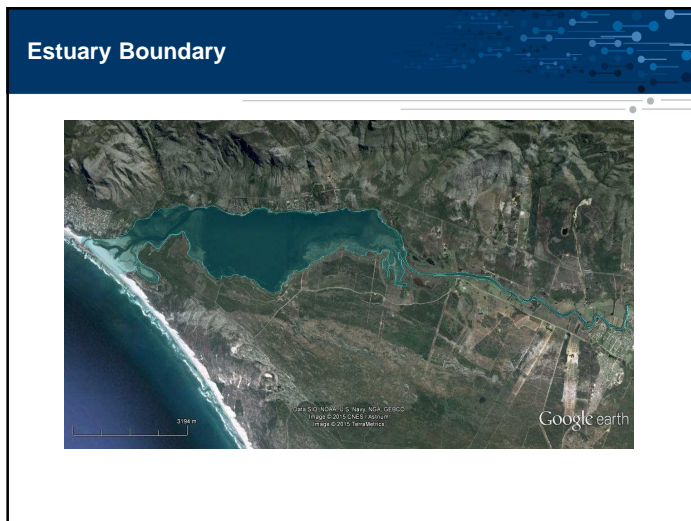 Estuary Boundary
3194 m
Data SIO, NOAA, U.S. Navy, NGA, GEBCO
Image © 2015 CNES / Astrium
Image © 2015 TerraMetrics
Google earth